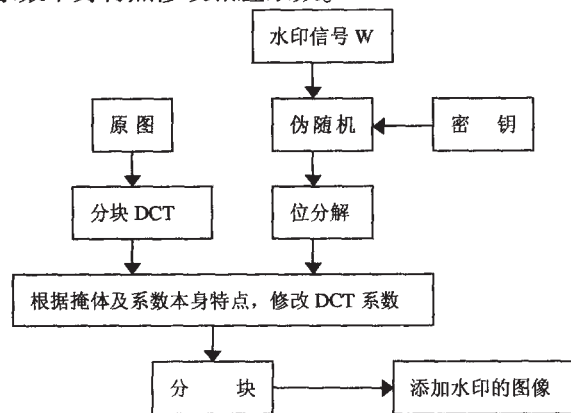 水印信号 W
原图
伪随机
密 钥
分块 DCT
位分解
根据掩体及系数本身特点，修改 DCT 系数
分 块
添加水印的图像